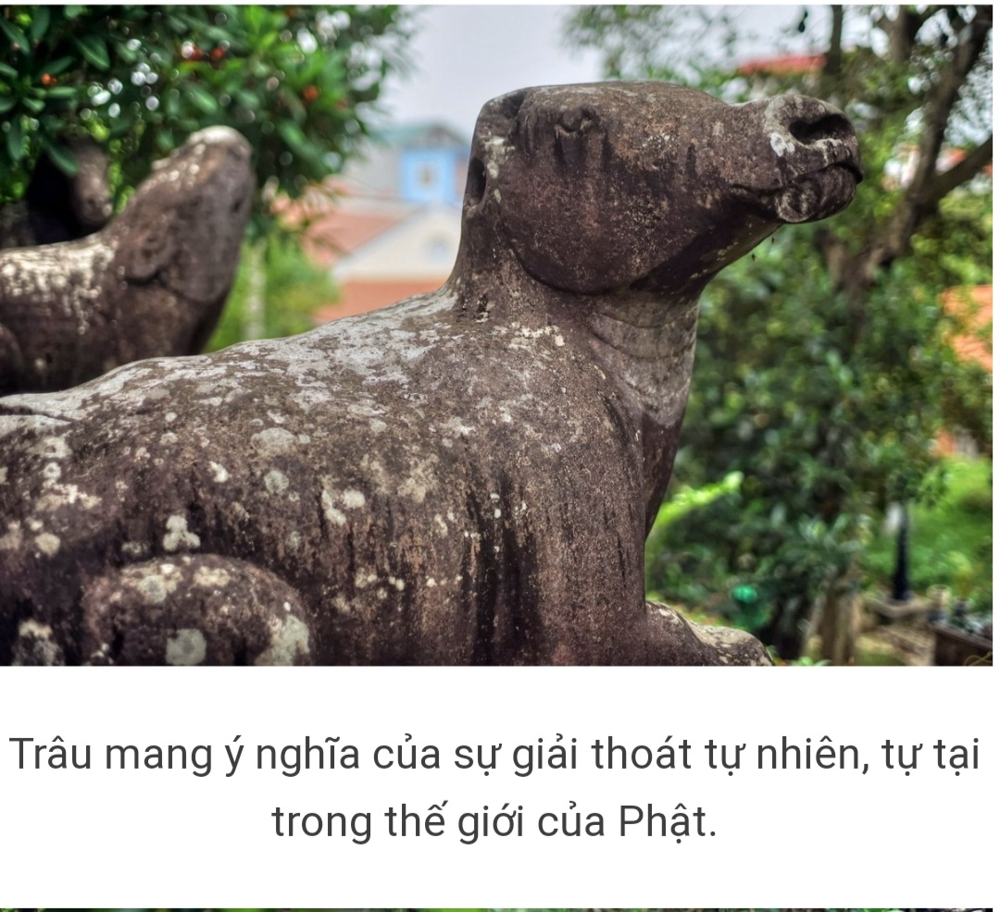 Trâu mang ý nghĩa của sự giải thoát tự nhiên, tự tại
trong thế giới của Phật.